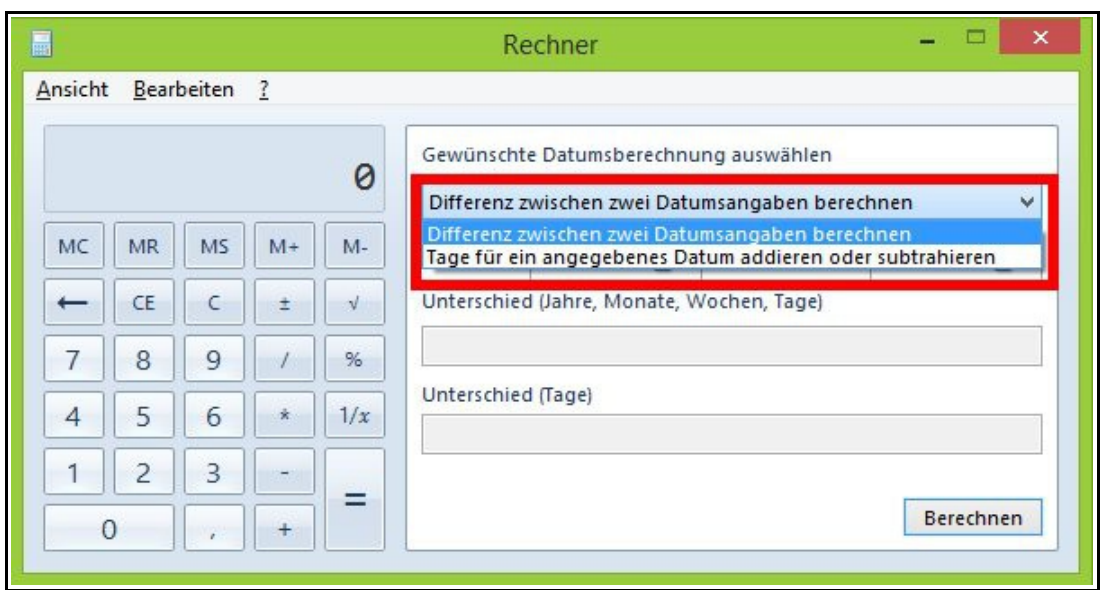 Rechner
Ansicht Bearbeiten ?
0
MC MR MS M+ M-
← CE C ± √
7 8 9 / %
4 5 6 * 1/x
1 2 3 - =
0 , +
Gewünschte Datumsberechnung auswählen
Differenz zwischen zwei Datumsangaben berechnen
Differenz zwischen zwei Datumsangaben berechnen
Tage für ein angegebenes Datum addieren oder subtrahieren
Unterschied (Jahre, Monate, Wochen, Tage)
Unterschied (Tage)
Berechnen